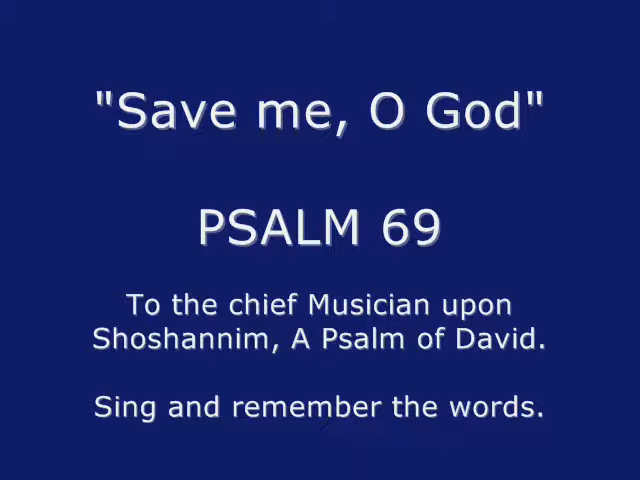 "Save me, O God"
PSALM 69
To the chief Musician upon
Shoshannim, A Psalm of David.
Sing and remember the words.